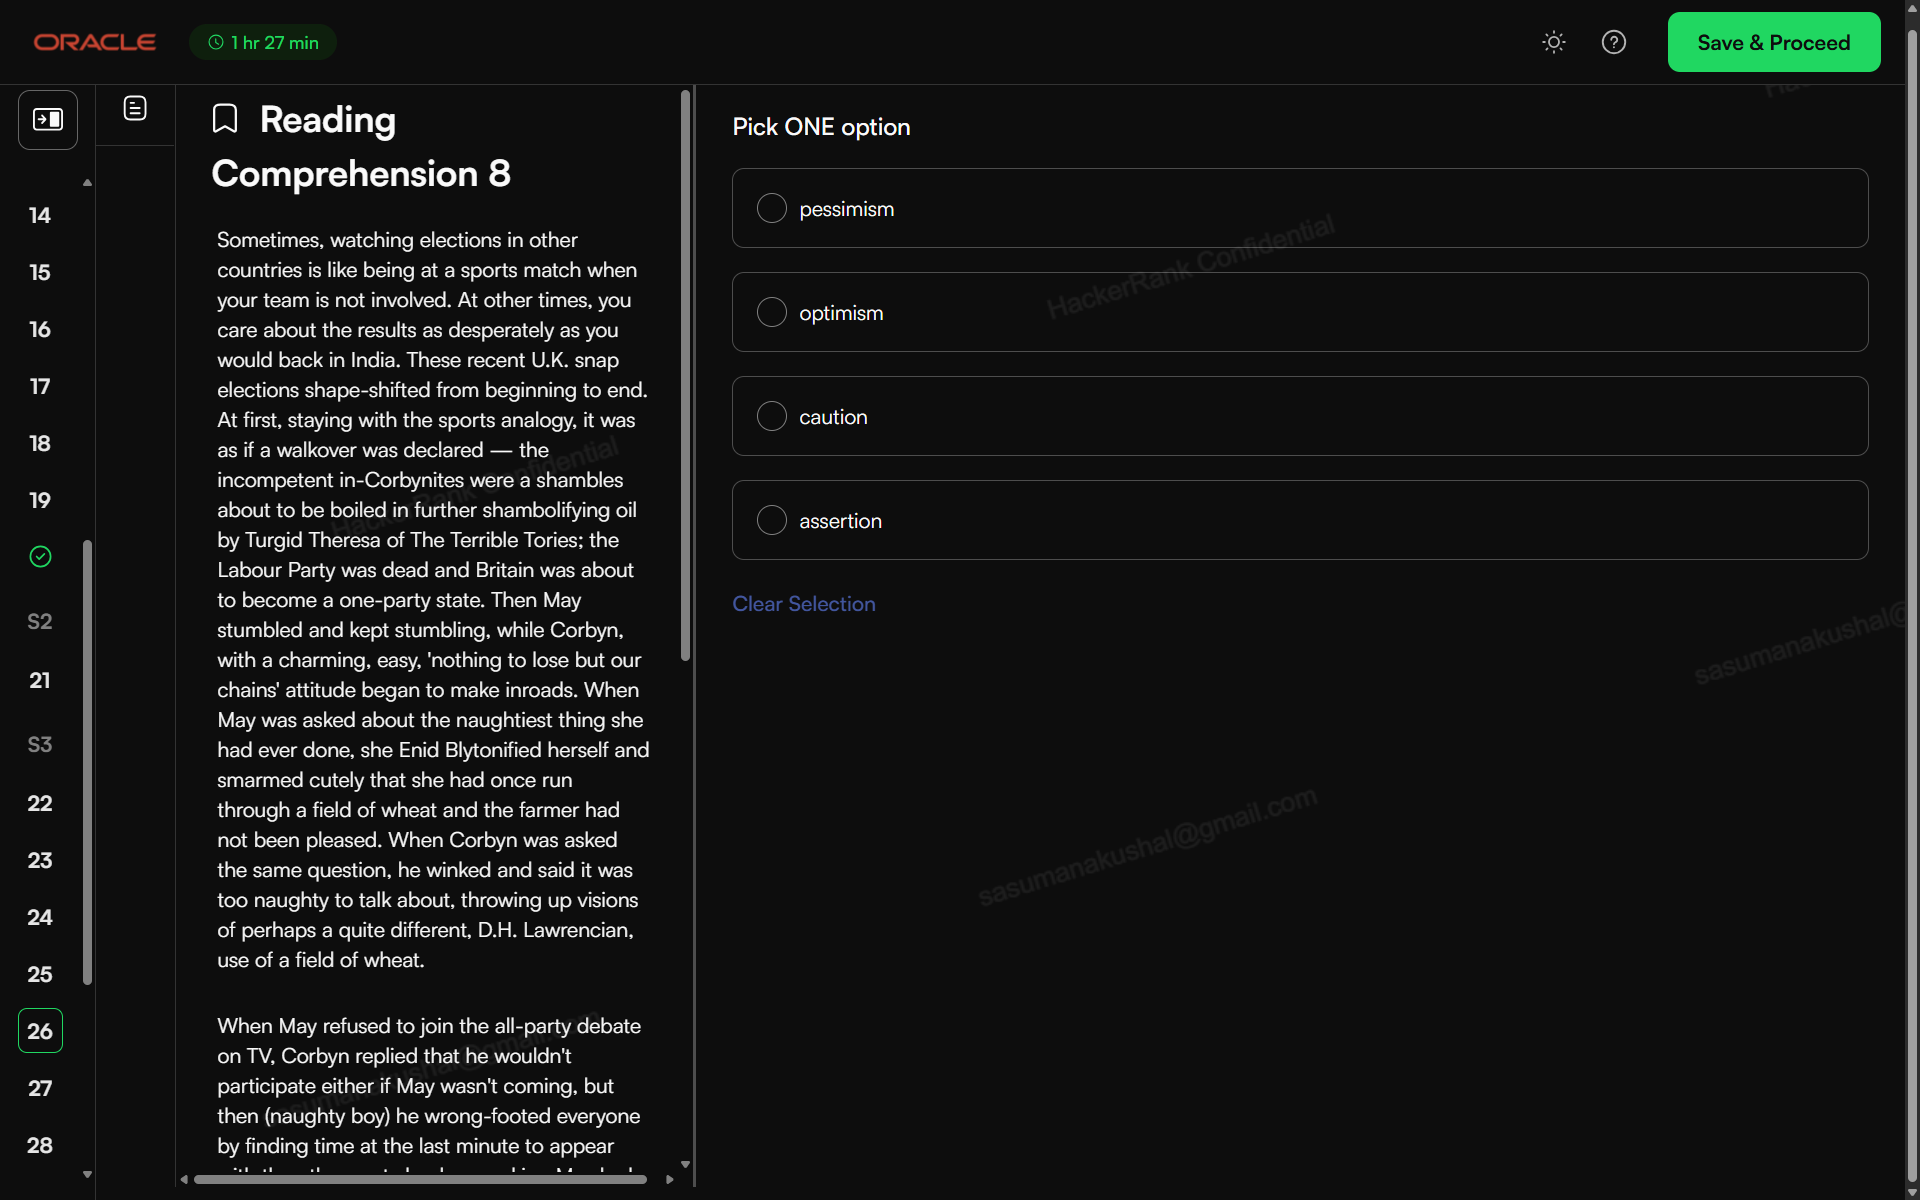 ORACLE
1 hr 27 min
Save & Proceed
14
15
16
17
18
19
S2
21
S3
22
23
24
25
26
27
28
Reading
Comprehension 8
Sometimes, watching elections in other
countries is like being at a sports match when
your team is not involved. At other times, you
care about the results as desperately as you
would back in India. These recent U.K. snap
elections shape-shifted from beginning to end.
At first, staying with the sports analogy, it was
as if a walkover was declared — the
incompetent in-Corbynites were a shambles
about to be boiled in further shambolifying oil
by Turgid Theresa of The Terrible Tories; the
Labour Party was dead and Britain was about
to become a one-party state. Then May
stumbled and kept stumbling, while Corbyn,
with a charming, easy, 'nothing to lose but our
chains' attitude began to make inroads. When
May was asked about the naughtiest thing she
had ever done, she Enid Blytonified herself and
smarmed cutely that she had once run
through a field of wheat and the farmer had
not been pleased. When Corbyn was asked
the same question, he winked and said it was
too naughty to talk about, throwing up visions
of perhaps a quite different, D.H. Lawrencian,
use of a field of wheat.
When May refused to join the all-party debate
on TV, Corbyn replied that he wouldn't
participate either if May wasn't coming, but
then (naughty boy) he wrong-footed everyone
by finding time at the last minute to appear
Pick ONE option
pessimism
optimism
caution
assertion
Clear Selection
HackerRank Confidential
HackerRank Confidential
sasumanakushal@
sasumanakushal@gmail.com
sasumanakushal@gmail.com